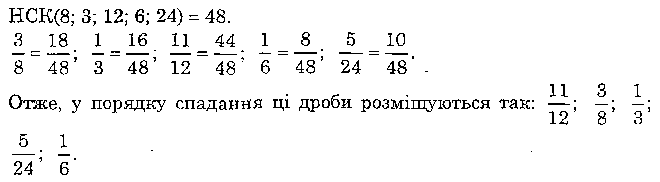 НСК(8; 3; 12; 6; 24) = 48.
3/8 = 18/48; 1/3 = 16/48; 11/12 = 44/48; 1/6 = 8/48; 5/24 = 10/48.
Отже, у порядку спадання ці дроби розміщуються так: 11/12; 3/8; 1/3;
5/24; 1/6.